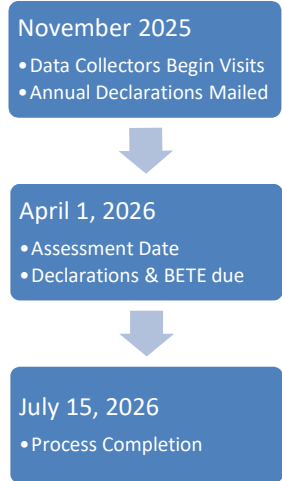 November 2025
•Data Collectors Begin Visits
•Annual Declarations Mailed
April 1, 2026
•Assessment Date
•Declarations & BETE due
July 15, 2026
•Process Completion